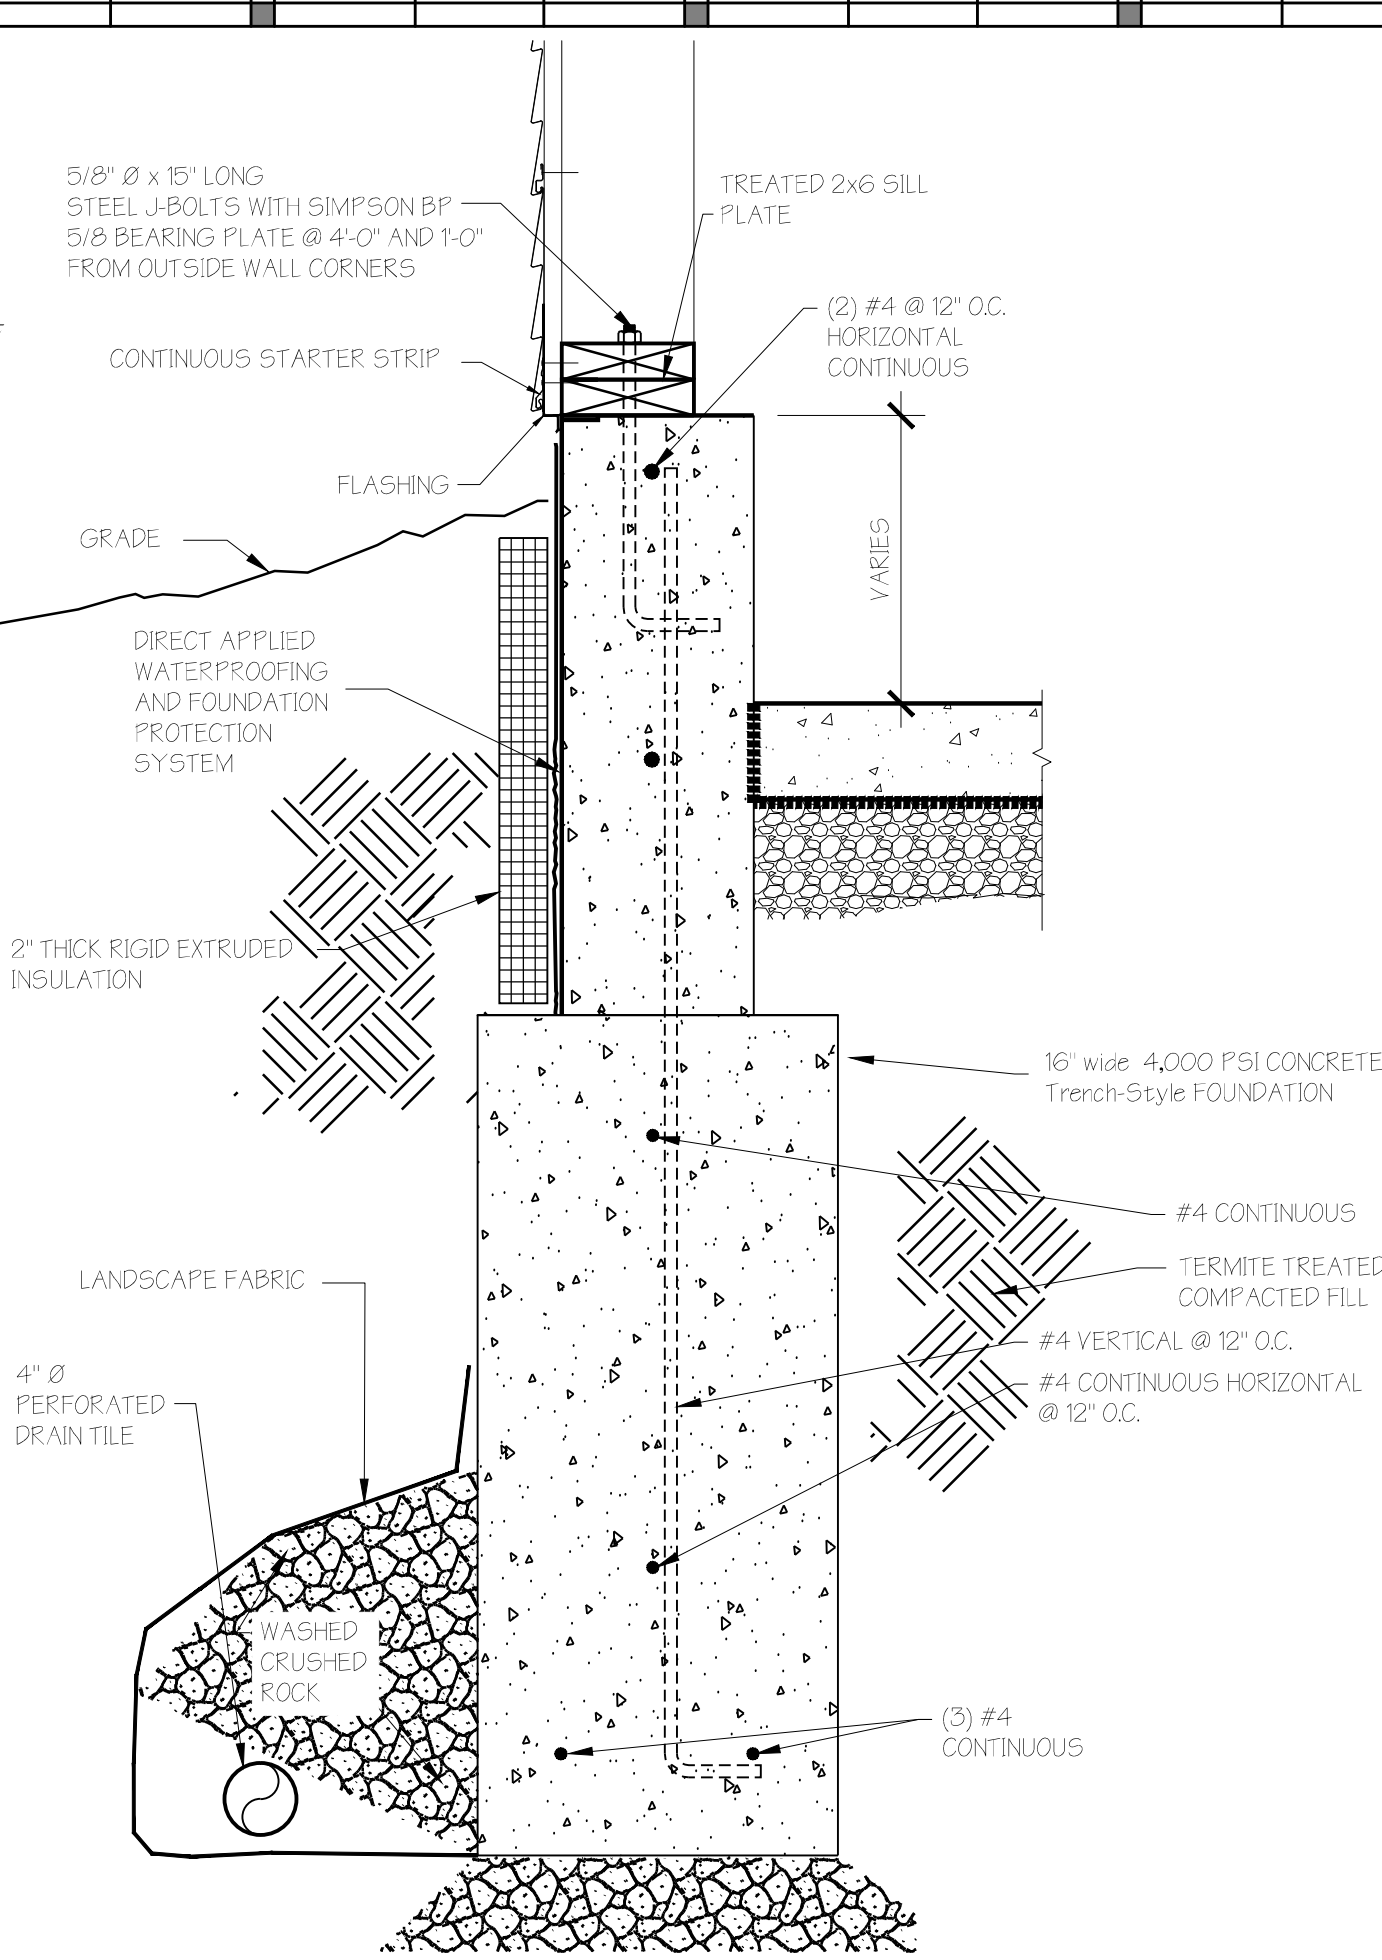 5/8" Ø x 15" LONG
STEEL J-BOLTS WITH SIMPSON BP
5/8 BEARING PLATE @ 4'-0" AND 1'-0"
FROM OUTSIDE WALL CORNERS
TREATED 2x6 SILL
PLATE
(2) #4 @ 12" O.C.
HORIZONTAL
CONTINUOUS
CONTINUOUS STARTER STRIP
FLASHING
GRADE
VARIES
DIRECT APPLIED
WATERPROOFING
AND FOUNDATION
PROTECTION
SYSTEM
2" THICK RIGID EXTRUDED
INSULATION
16" wide 4,000 PSI CONCRETE
Trench-Style FOUNDATION
#4 CONTINUOUS
TERMITE TREATED
COMPACTED FILL
LANDSCAPE FABRIC
#4 VERTICAL @ 12" O.C.
#4 CONTINUOUS HORIZONTAL
@ 12" O.C.
4" Ø
PERFORATED
DRAIN TILE
WASHED
CRUSHED
ROCK
(3) #4
CONTINUOUS